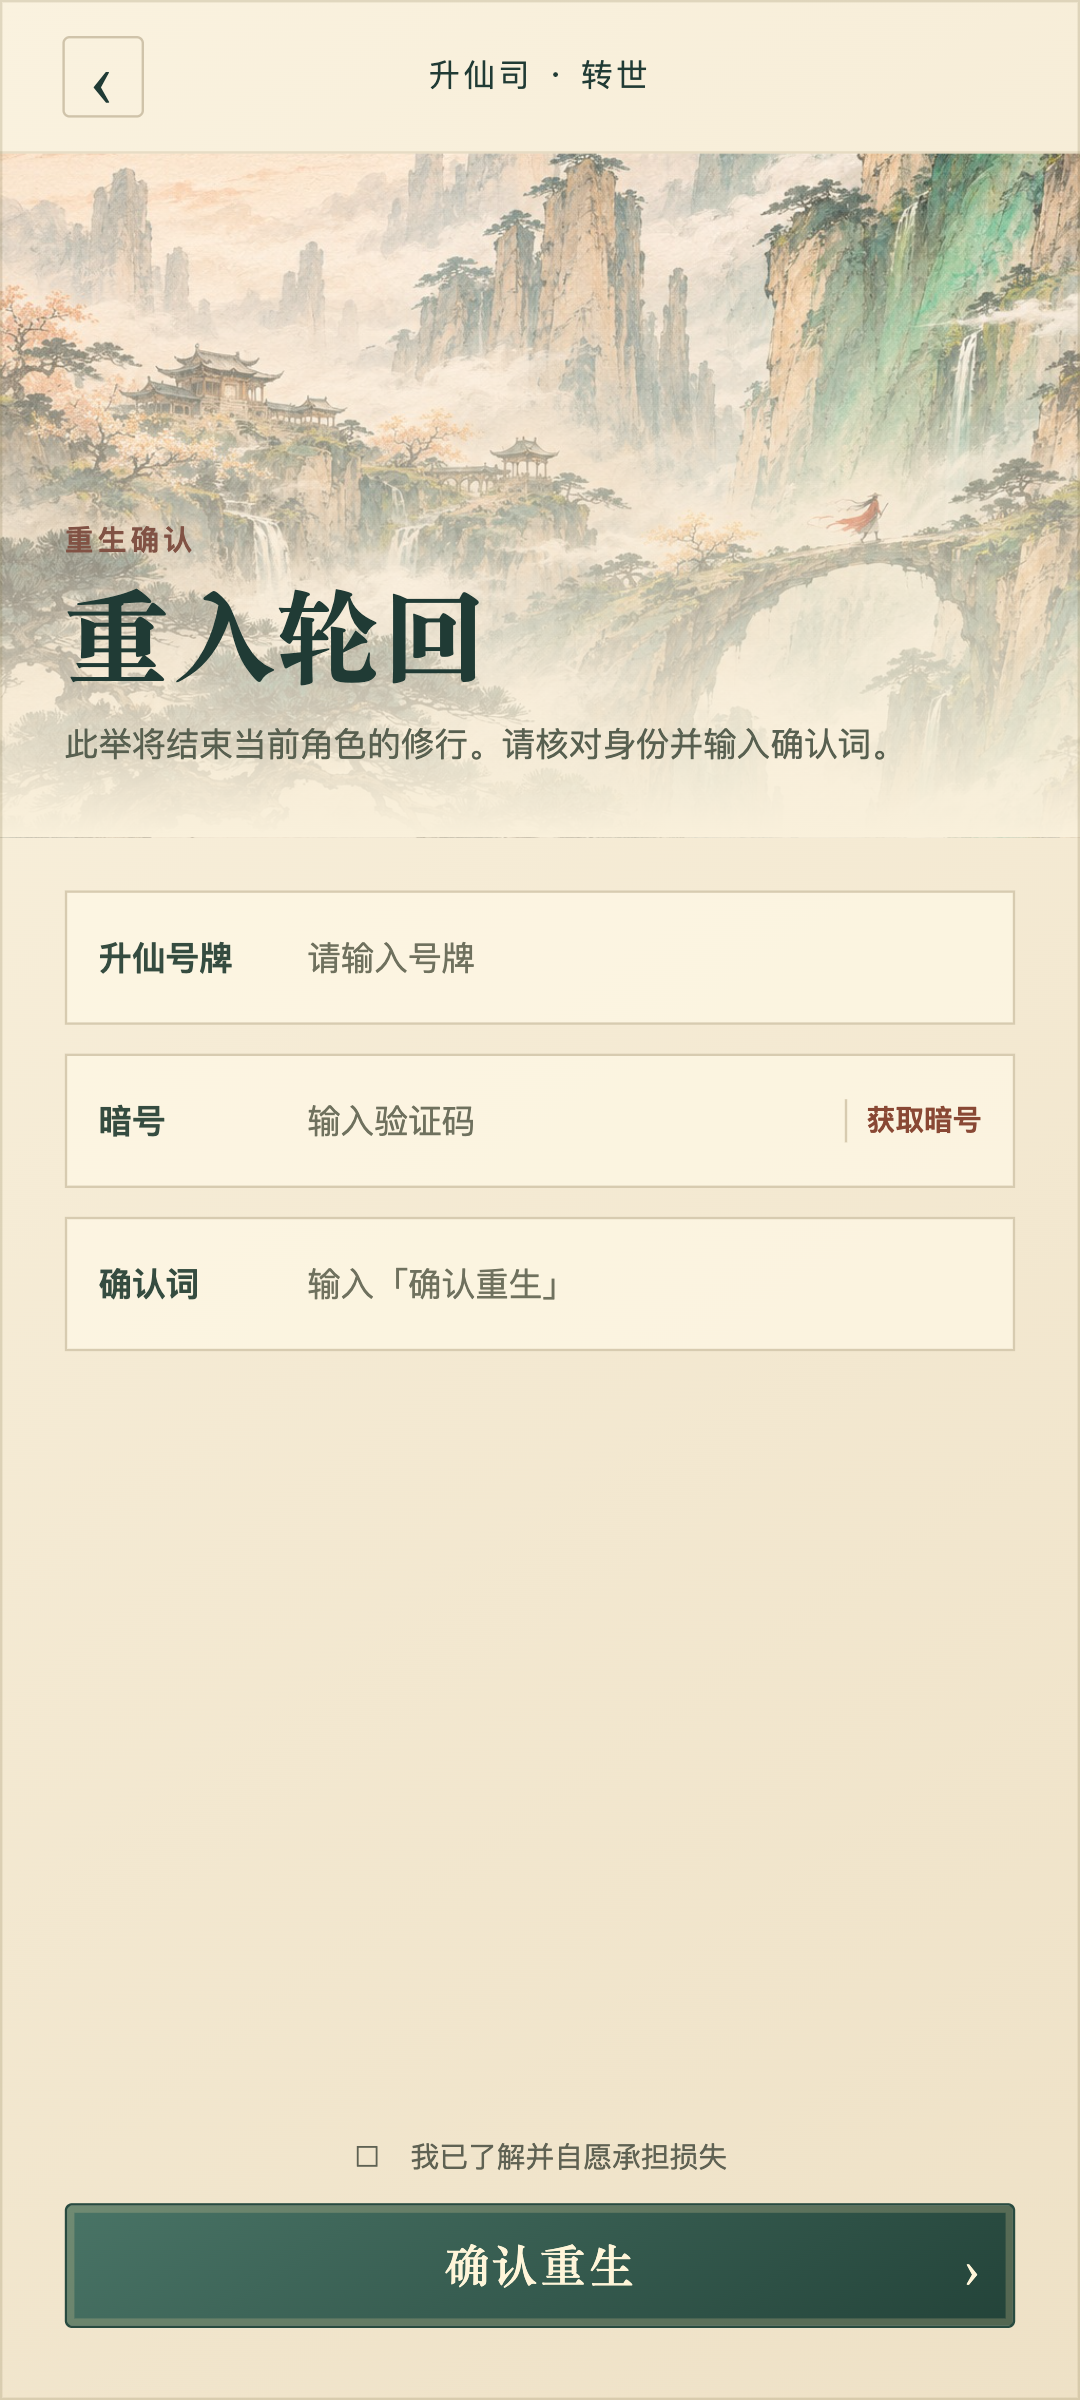 升仙司 · 转世
重生确认
重入轮回
此举将结束当前角色的修行。请核对身份并输入确认词。
升仙号牌 请输入号牌
暗号 输入验证码 获取暗号
确认词 输入「确认重生」
我已了解并自愿承担损失
确认重生